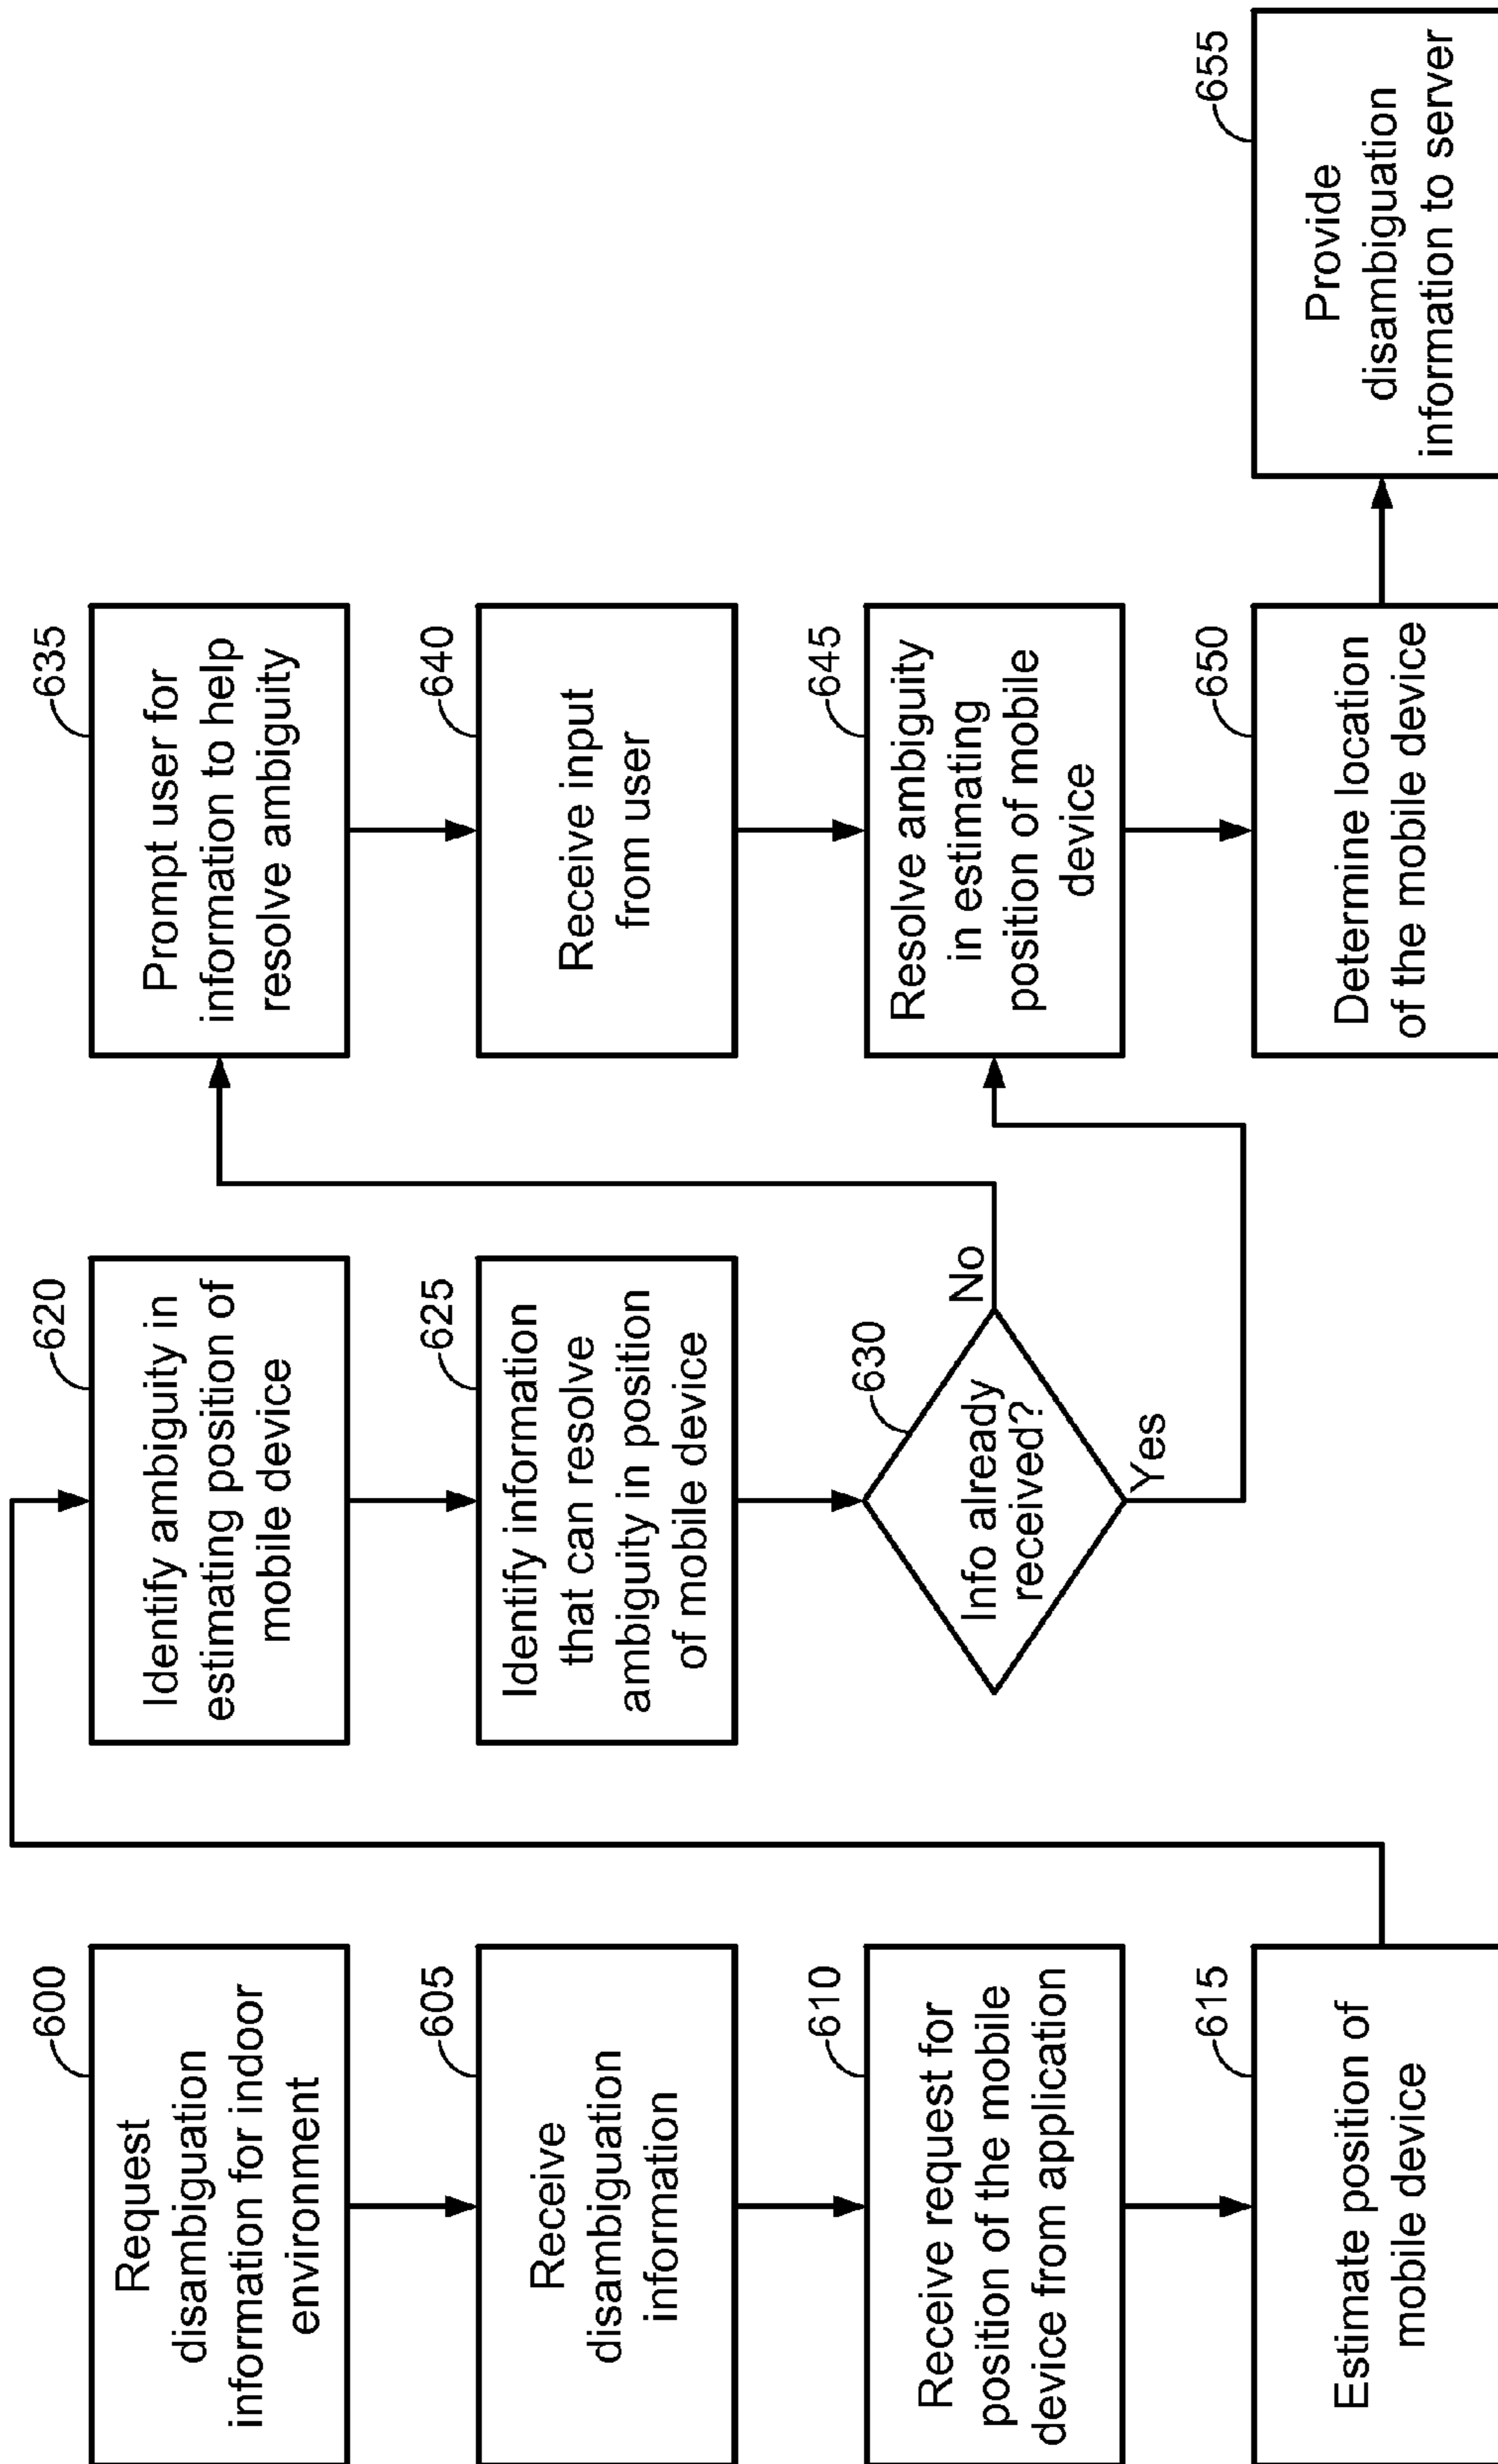 600
Request
disambiguation
information for indoor
environment
605
Receive
disambiguation
information
610
Receive request for
position of the mobile
device from application
615
Estimate position of
mobile device
620
Identify ambiguity in
estimating position of
mobile device
625
Identify information
that can resolve
ambiguity in position
of mobile device
630
Info already
received?
No
Yes
635
Prompt user for
information to help
resolve ambiguity
640
Receive input
from user
645
Resolve ambiguity
in estimating
position of mobile
device
650
Determine location
of the mobile device
655
Provide
disambiguation
information to server